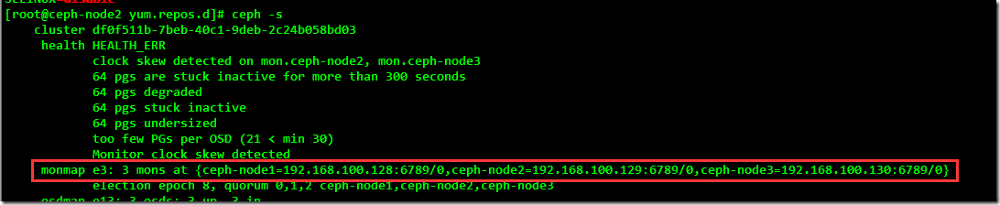 SELINUX=disable
[root@ceph-node2 yum.repos.d]# ceph -s
cluster df0f511b-7beb-40c1-9deb-2c24b058bd03
health HEALTH_ERR
clock skew detected on mon.ceph-node2, mon.ceph-node3
64 pgs are stuck inactive for more than 300 seconds
64 pgs degraded
64 pgs stuck inactive
64 pgs undersized
too few PGs per OSD (21 < min 30)
Monitor clock skew detected
monmap e3: 3 mons at {ceph-node1=192.168.100.128:6789/0,ceph-node2=192.168.100.129:6789/0,ceph-node3=192.168.100.130:6789/0}
election epoch 8, quorum 0,1,2 ceph-node1,ceph-node2,ceph-node3
osdmap e13: 3 osds: 3 up, 3 in